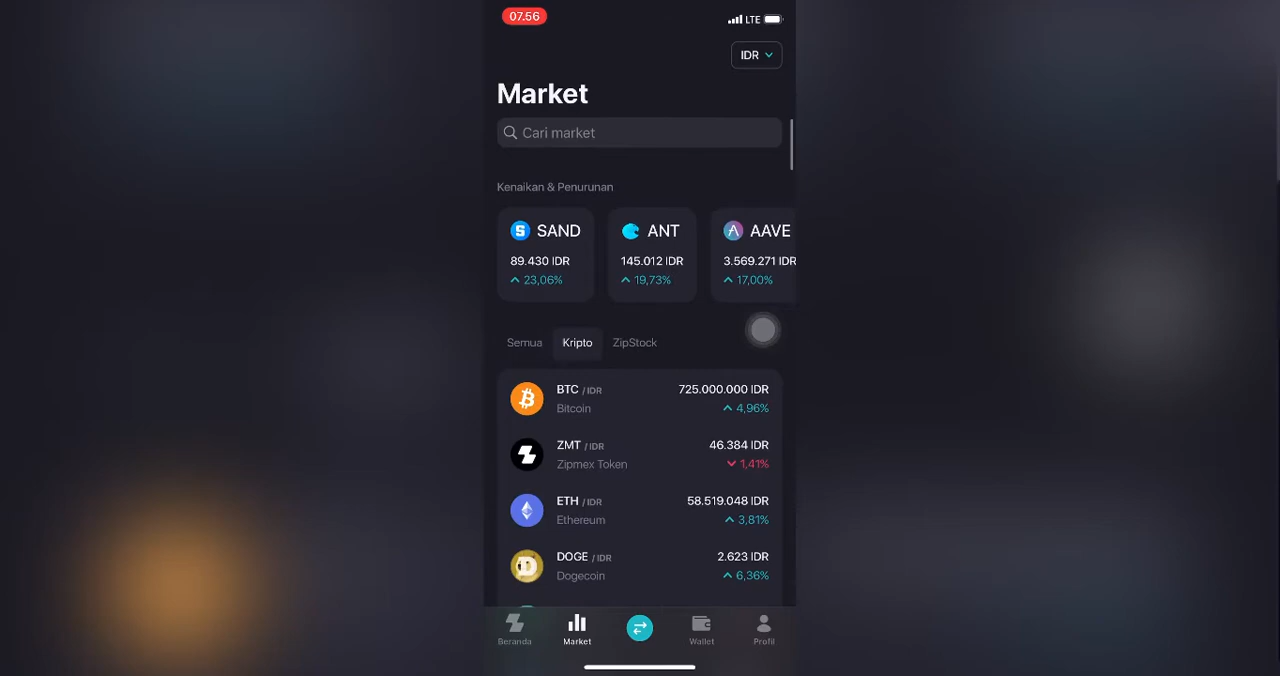 07.56
LTE
IDR
Market
Cari market
Kenaikan & Penurunan
SAND ANT AAVE
89.430 IDR 145.012 IDR 3.569.271 IDR
23,06% 19,73% 17,00%
Semua Kripto ZipStock
BTC / IDR 725.000.000 IDR
Bitcoin 4,96%
ZMT / IDR 46.384 IDR
Zipmex Token 1,41%
ETH / IDR 58.519.048 IDR
Ethereum 3,81%
DOGE / IDR 2.623 IDR
Dogecoin 6,36%
Beranda Market Wallet Profil